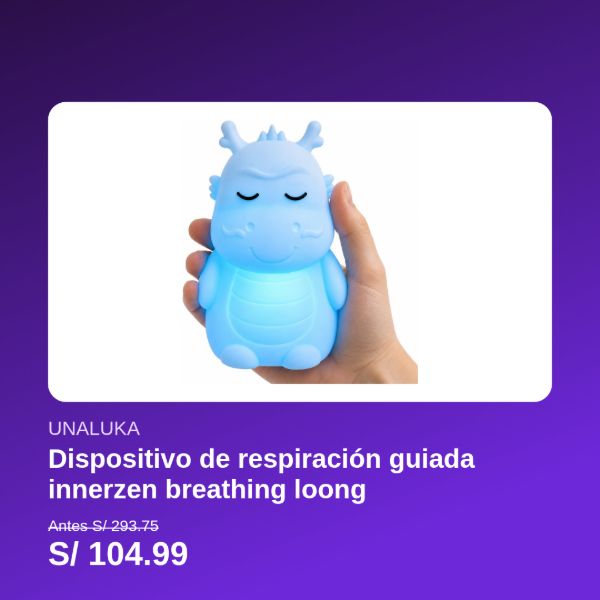 UNALUKA
Dispositivo de respiración guiada
innerzen breathing loong
Antes S/ 293.75
S/ 104.99